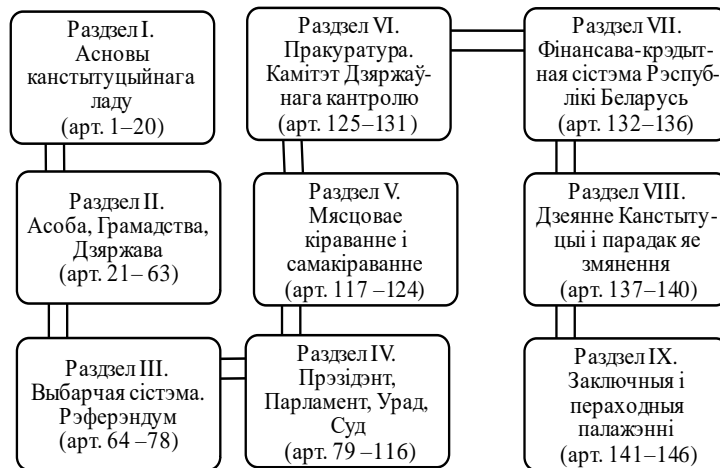 Раздзел I.
Асновы
канстытуцыйнага
ладу
(арт. 1–20)
Раздзел II.
Асоба, Грамадства,
Дзяржава
(арт. 21– 63)
Раздзел III.
Выбарчая сістэма.
Рэферэндум
(арт. 64 –78)
Раздзел IV.
Прэзідэнт,
Парламент, Урад,
Суд
(арт. 79 –116)
Раздзел V.
Мясцовае
кіраванне і
самакіраванне
(арт. 117 –124)
Раздзел VI.
Пракуратура.
Камітэт Дзяржаў-
нага кантролю
(арт. 125–131)
Раздзел VII.
Фінансава-крэдыт-
ная сістэма Рэспуб-
лікі Беларусь
(арт. 132–136)
Раздзел VIII.
Дзеянне Канстыту-
цыі і парадак яе
змянення
(арт. 137–140)
Раздзел IX.
Заключныя і
пераходныя
палажэнні
(арт. 141–146)